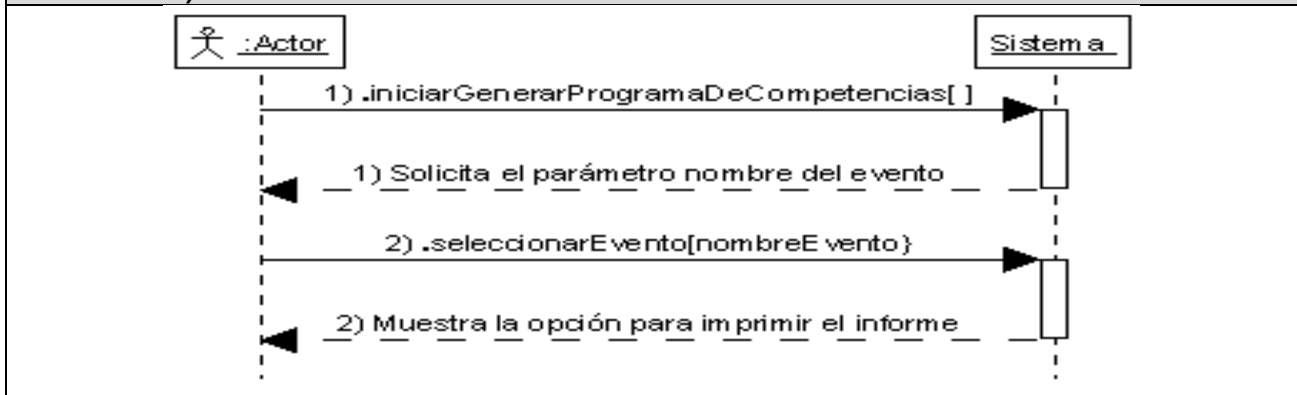 :Actor
Sistema
1) .iniciarGenerarProgramaDeCompetencias[ ]
1) Solicita el parámetro nombre del evento
2) .seleccionarEvento[nombreEvento}
2) Muestra la opción para imprimir el informe